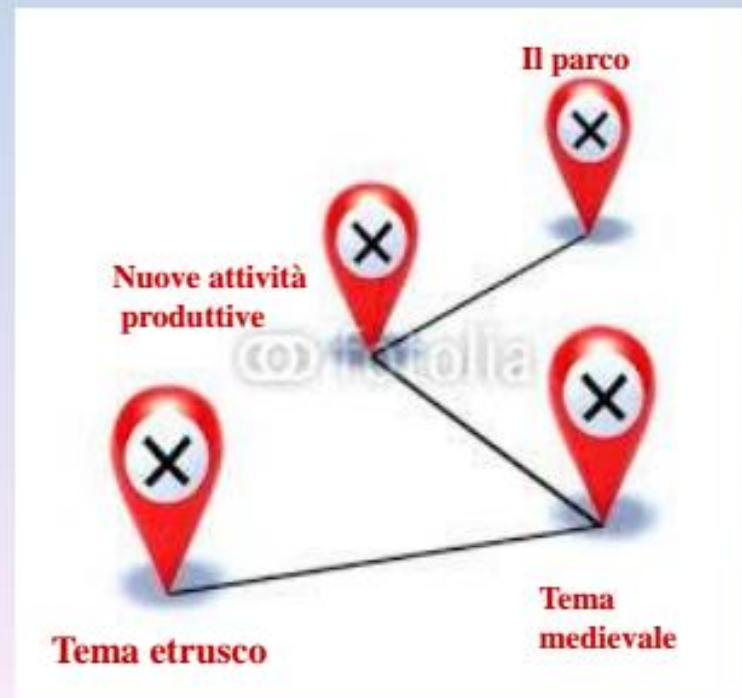 Il parco
Nuove attività
produttive
fotolia
Tema
medievale
Tema etrusco